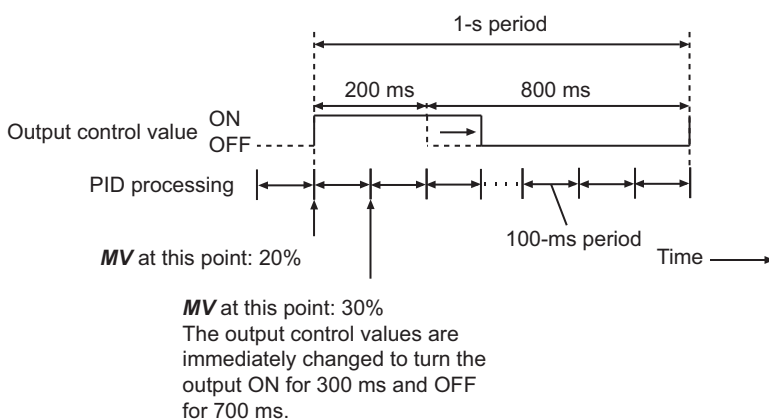 1-s period
200 ms
800 ms
Output control value
ON
OFF
PID processing
100-ms period
Time
MV at this point: 20%
MV at this point: 30%
The output control values are
immediately changed to turn the
output ON for 300 ms and OFF
for 700 ms.